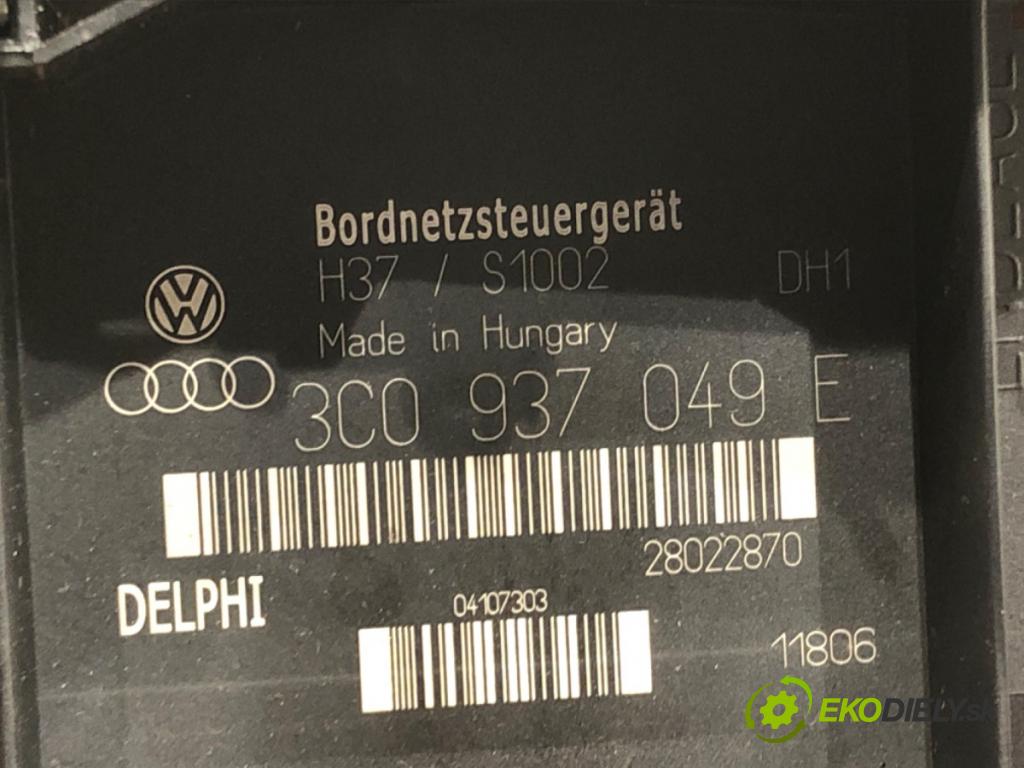 Bordnetzsteuergerät
H37 / S1002 DH1
Made in Hungary
3C0 937 049 E
28022870
DELPHI
04107303
11806
EKODIELY.sk